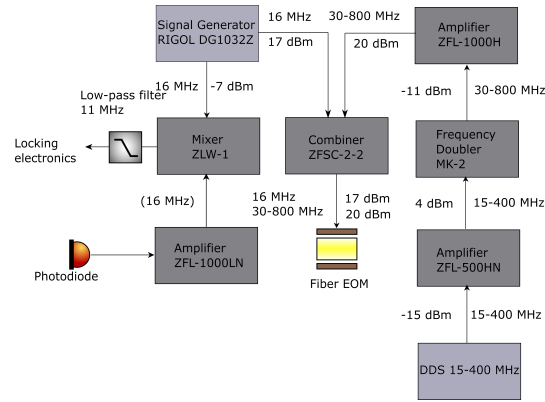 Signal Generator
RIGOL DG1032Z
16 MHz
17 dBm
30-800 MHz
20 dBm
Amplifier
ZFL-1000H
16 MHz
-7 dBm
-11 dBm
30-800 MHz
Low-pass filter
11 MHz
Locking
electronics
Mixer
ZLW-1
Combiner
ZFSC-2-2
Frequency
Doubler
MK-2
(16 MHz)
16 MHz
30-800 MHz
17 dBm
20 dBm
4 dBm
15-400 MHz
Photodiode
Amplifier
ZFL-1000LN
Fiber EOM
Amplifier
ZFL-500HN
-15 dBm
15-400 MHz
DDS 15-400 MHz